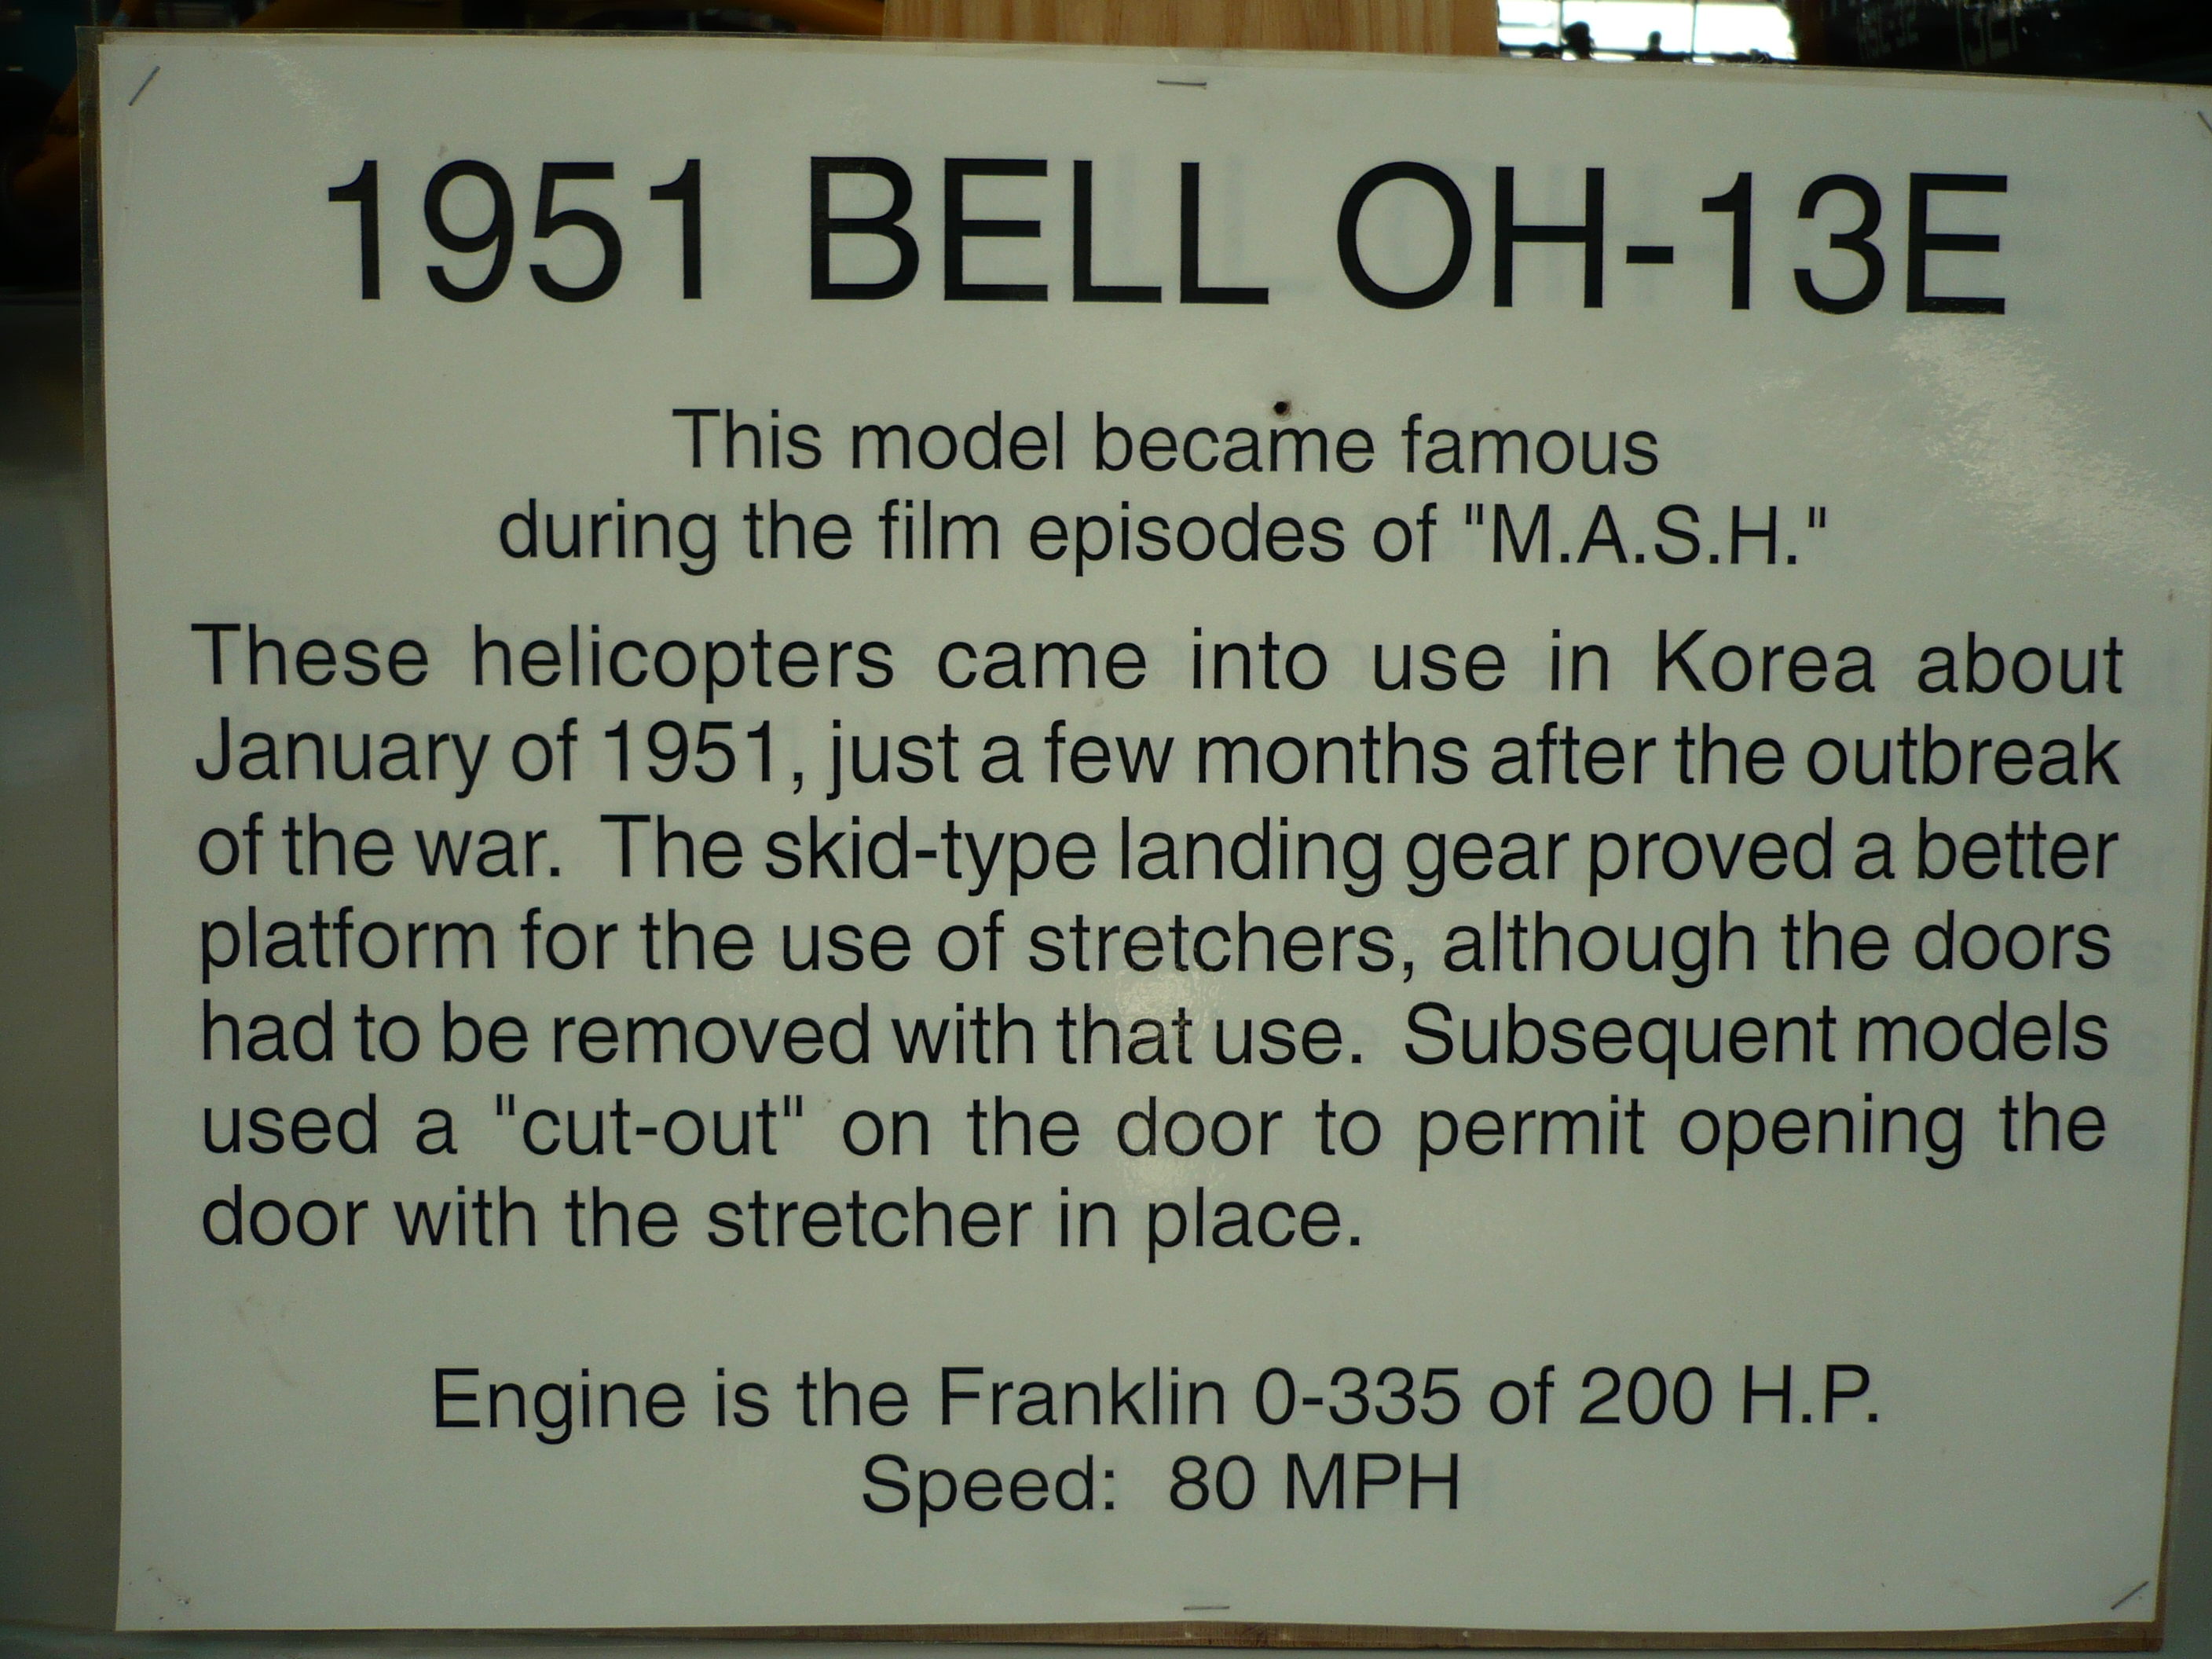 1951 BELL OH-13E
This model became famous
during the film episodes of "M.A.S.H."
These helicopters came into use in Korea about
January of 1951, just a few months after the outbreak
of the war. The skid-type landing gear proved a better
platform for the use of stretchers, although the doors
had to be removed with that use. Subsequent models
used a "cut-out" on the door to permit opening the
door with the stretcher in place.
Engine is the Franklin 0-335 of 200 H.P.
Speed: 80 MPH